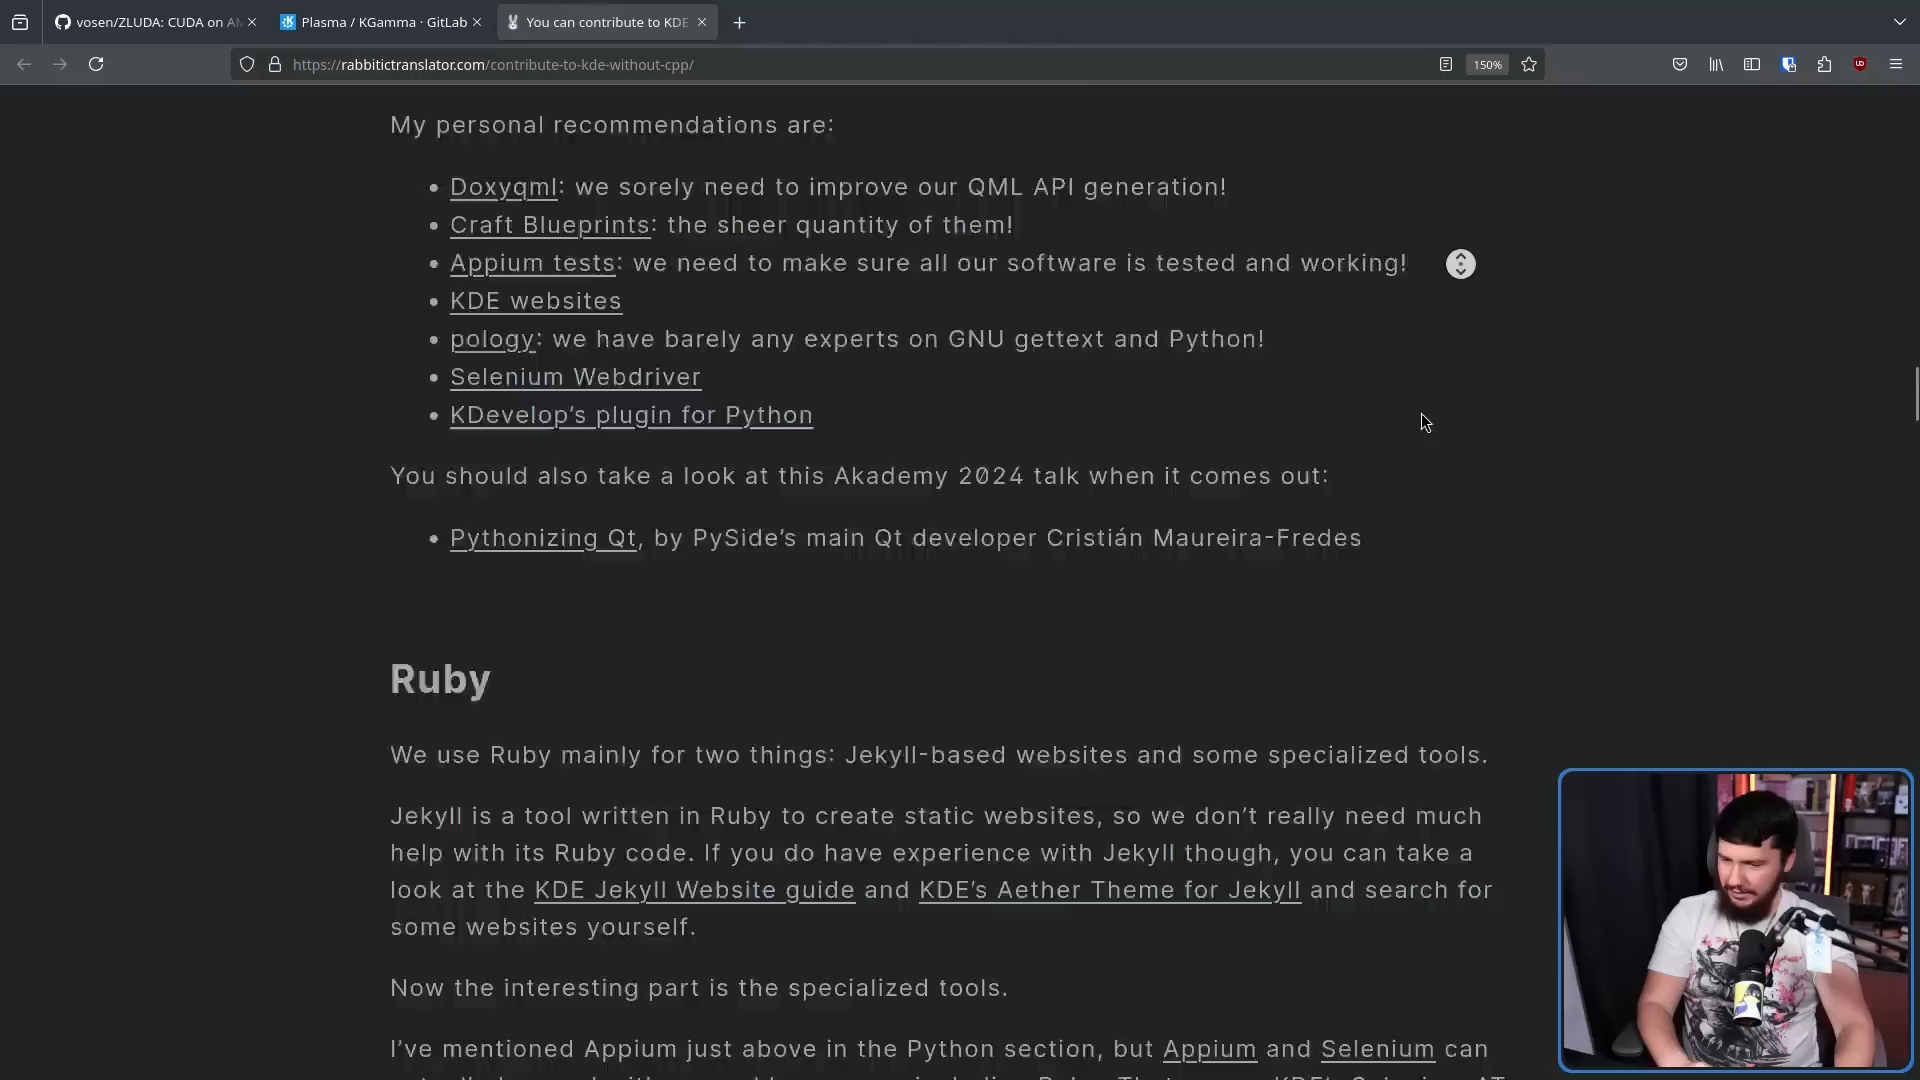 vosen/ZLUDA: CUDA on AM
Plasma / KGamma · GitLab
You can contribute to KDE
https://rabbitictranslator.com/contribute-to-kde-without-cpp/
150%
My personal recommendations are:
• Doxyqml: we sorely need to improve our QML API generation!
• Craft Blueprints: the sheer quantity of them!
• Appium tests: we need to make sure all our software is tested and working!
• KDE websites
• pology: we have barely any experts on GNU gettext and Python!
• Selenium Webdriver
• KDevelop’s plugin for Python
You should also take a look at this Akademy 2024 talk when it comes out:
• Pythonizing Qt, by PySide’s main Qt developer Cristián Maureira-Fredes
Ruby
We use Ruby mainly for two things: Jekyll-based websites and some specialized tools.
Jekyll is a tool written in Ruby to create static websites, so we don’t really need much
help with its Ruby code. If you do have experience with Jekyll though, you can take a
look at the KDE Jekyll Website guide and KDE’s Aether Theme for Jekyll and search for
some websites yourself.
Now the interesting part is the specialized tools.
I’ve mentioned Appium just above in the Python section, but Appium and Selenium can